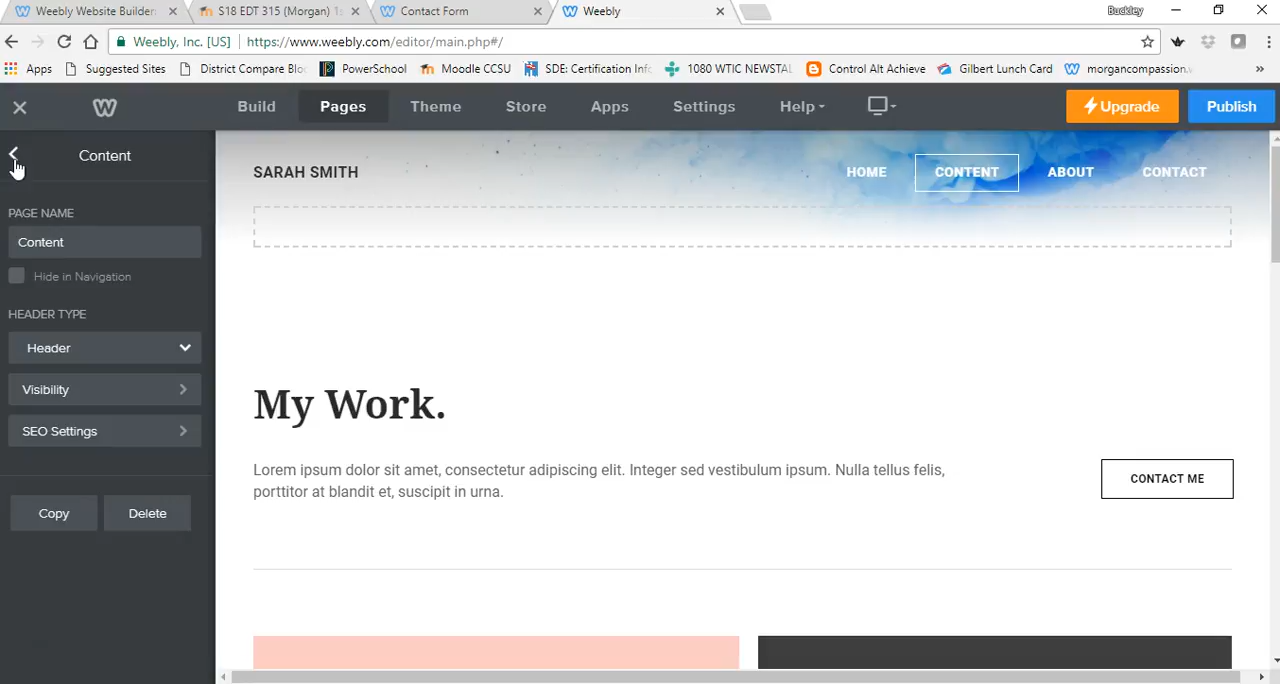 Weebly Website Builder:
S18 EDT 315 (Morgan) 1s
Contact Form
Weebly
Buckley
Weebly, Inc. [US]
https://www.weebly.com/editor/main.php#/
Apps
Suggested Sites
District Compare Blo
PowerSchool
Moodle CCSU
SDE: Certification Info
1080 WTIC NEWSTAL
Control Alt Achieve
Gilbert Lunch Card
morgancompassion.w
»
Build
Pages
Theme
Store
Apps
Settings
Help
Upgrade
Publish
Content
PAGE NAME
Content
Hide in Navigation
HEADER TYPE
Header
Visibility
SEO Settings
Copy
Delete
SARAH SMITH
HOME
CONTENT
ABOUT
CONTACT
My Work.
Lorem ipsum dolor sit amet, consectetur adipiscing elit. Integer sed vestibulum ipsum. Nulla tellus felis,
porttitor at blandit et, suscipit in urna.
CONTACT ME